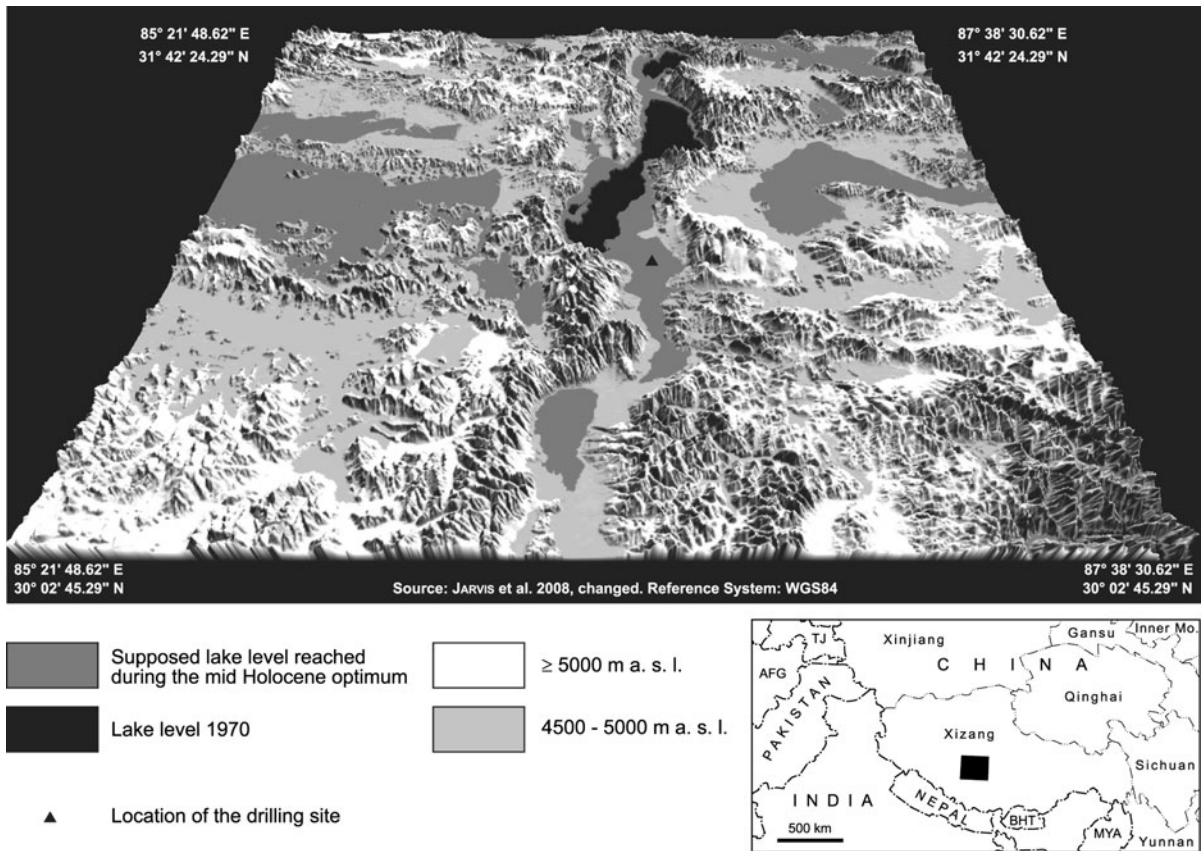 85° 21' 48.62" E
31° 42' 24.29" N
87° 38' 30.62" E
31° 42' 24.29" N
85° 21' 48.62" E
30° 02' 45.29" N
Source: JARVIS et al. 2008, changed. Reference System: WGS84
87° 38' 30.62" E
30° 02' 45.29" N
Supposed lake level reached
during the mid Holocene optimum
Lake level 1970
Location of the drilling site
≥ 5000 m a. s. l.
4500 - 5000 m a. s. l.
TJ
Xinjiang
Gansu
Inner Mo.
AFG
CHINA
PAKISTAN
Qinghai
Xizang
Sichuan
INDIA
NEPAL
BHT
MYA
Yunnan
500 km